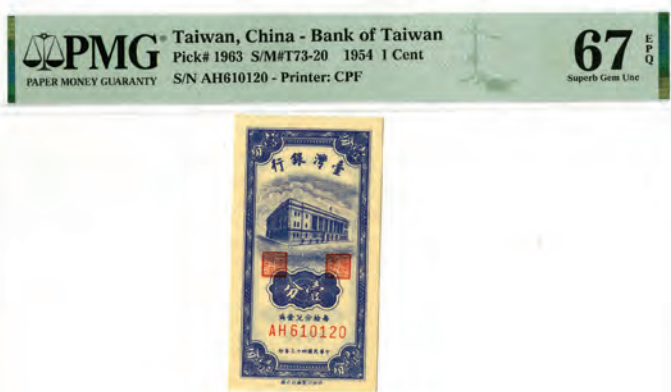 PMG
PAPER MONEY GUARANTY
Taiwan, China - Bank of Taiwan
Pick# 1963 S/M#T73-20 1954 1 Cent
S/N AH610120 - Printer: CPF
67
EPQ
Superb Gem Unc
行銀灣臺
分壹
AH610120